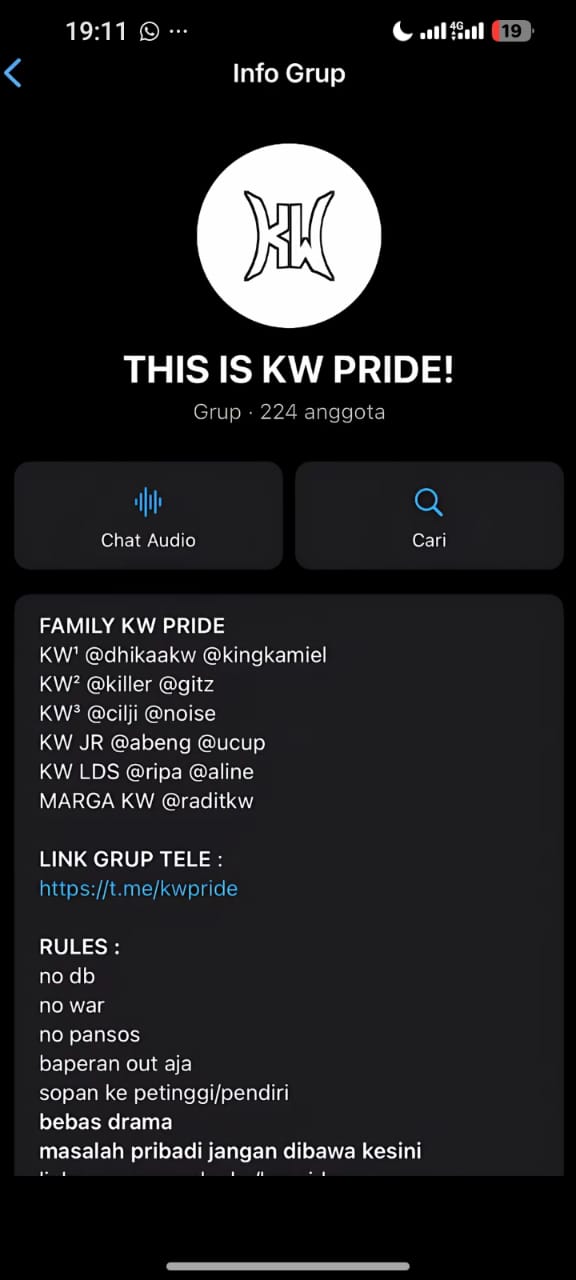 19:11
4G
19
Info Grup
KW
THIS IS KW PRIDE!
Grup · 224 anggota
Chat Audio
Cari
FAMILY KW PRIDE
KW¹ @dhikaakw @kingkamiel
KW² @killer @gitz
KW³ @cilji @noise
KW JR @abeng @ucup
KW LDS @ripa @aline
MARGA KW @raditkw
LINK GRUP TELE :
https://t.me/kwpride
RULES :
no db
no war
no pansos
baperan out aja
sopan ke petinggi/pendiri
bebas drama
masalah pribadi jangan dibawa kesini